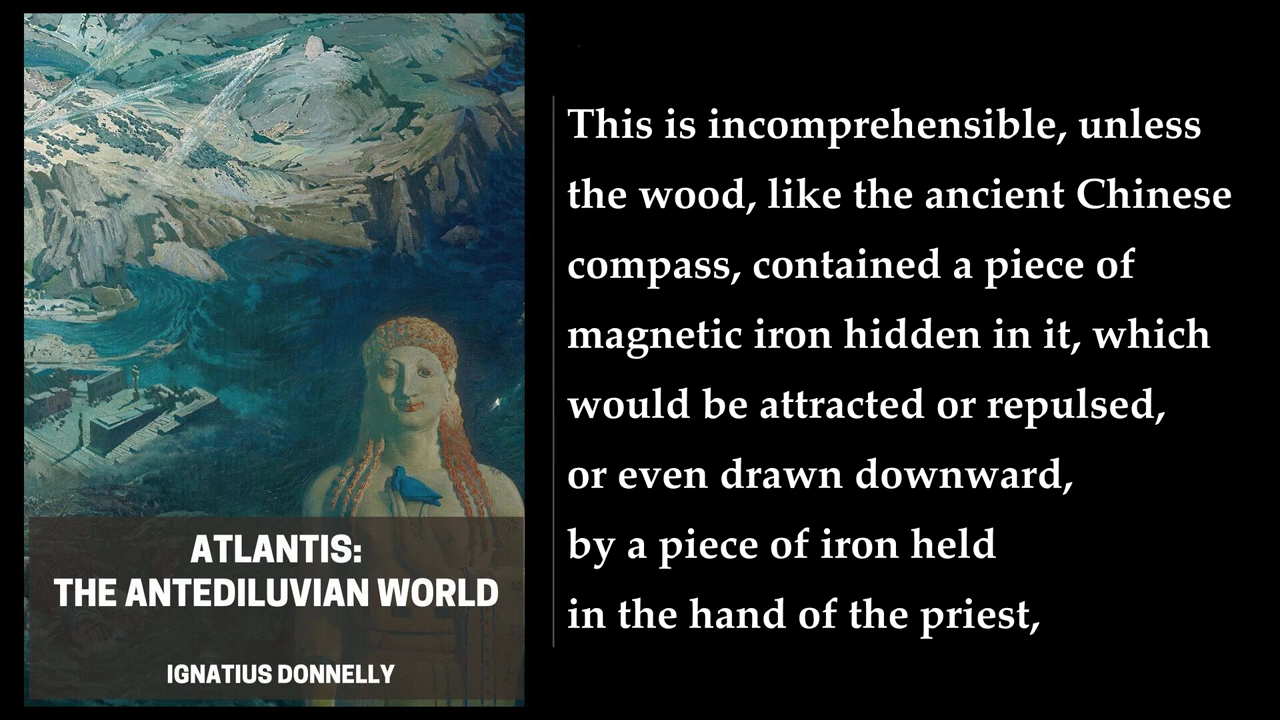 This is incomprehensible, unless
the wood, like the ancient Chinese
compass, contained a piece of
magnetic iron hidden in it, which
would be attracted or repulsed,
or even drawn downward,
by a piece of iron held
in the hand of the priest,
ATLANTIS:
THE ANTEDILUVIAN WORLD
IGNATIUS DONNELLY